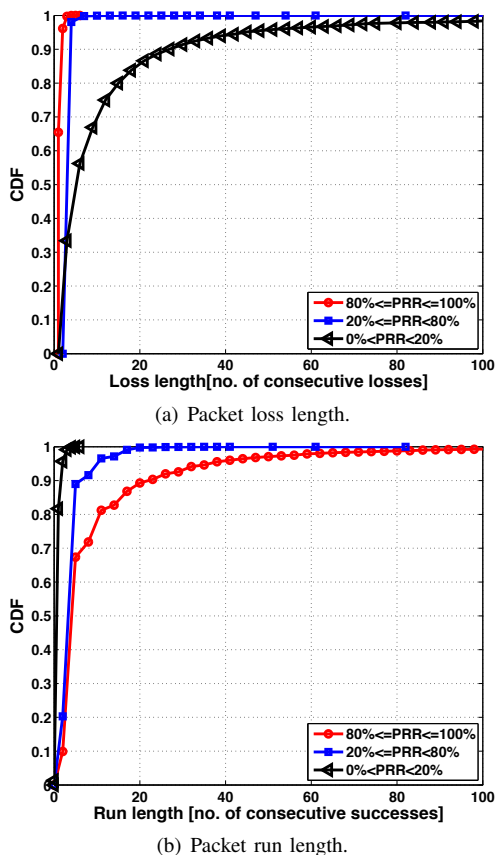 1
0.9
0.8
0.7
0.6
0.5
0.4
0.3
0.2
0.1
0
CDF
80%<=PRR<=100%
20%<=PRR<80%
0%<PRR<20%
0 20 40 60 80 100
Loss length[no. of consecutive losses]
(a) Packet loss length.
1
0.9
0.8
0.7
0.6
0.5
0.4
0.3
0.2
0.1
0
CDF
80%<=PRR<=100%
20%<=PRR<80%
0%<PRR<20%
0 20 40 60 80 100
Run length [no. of consecutive successes]
(b) Packet run length.